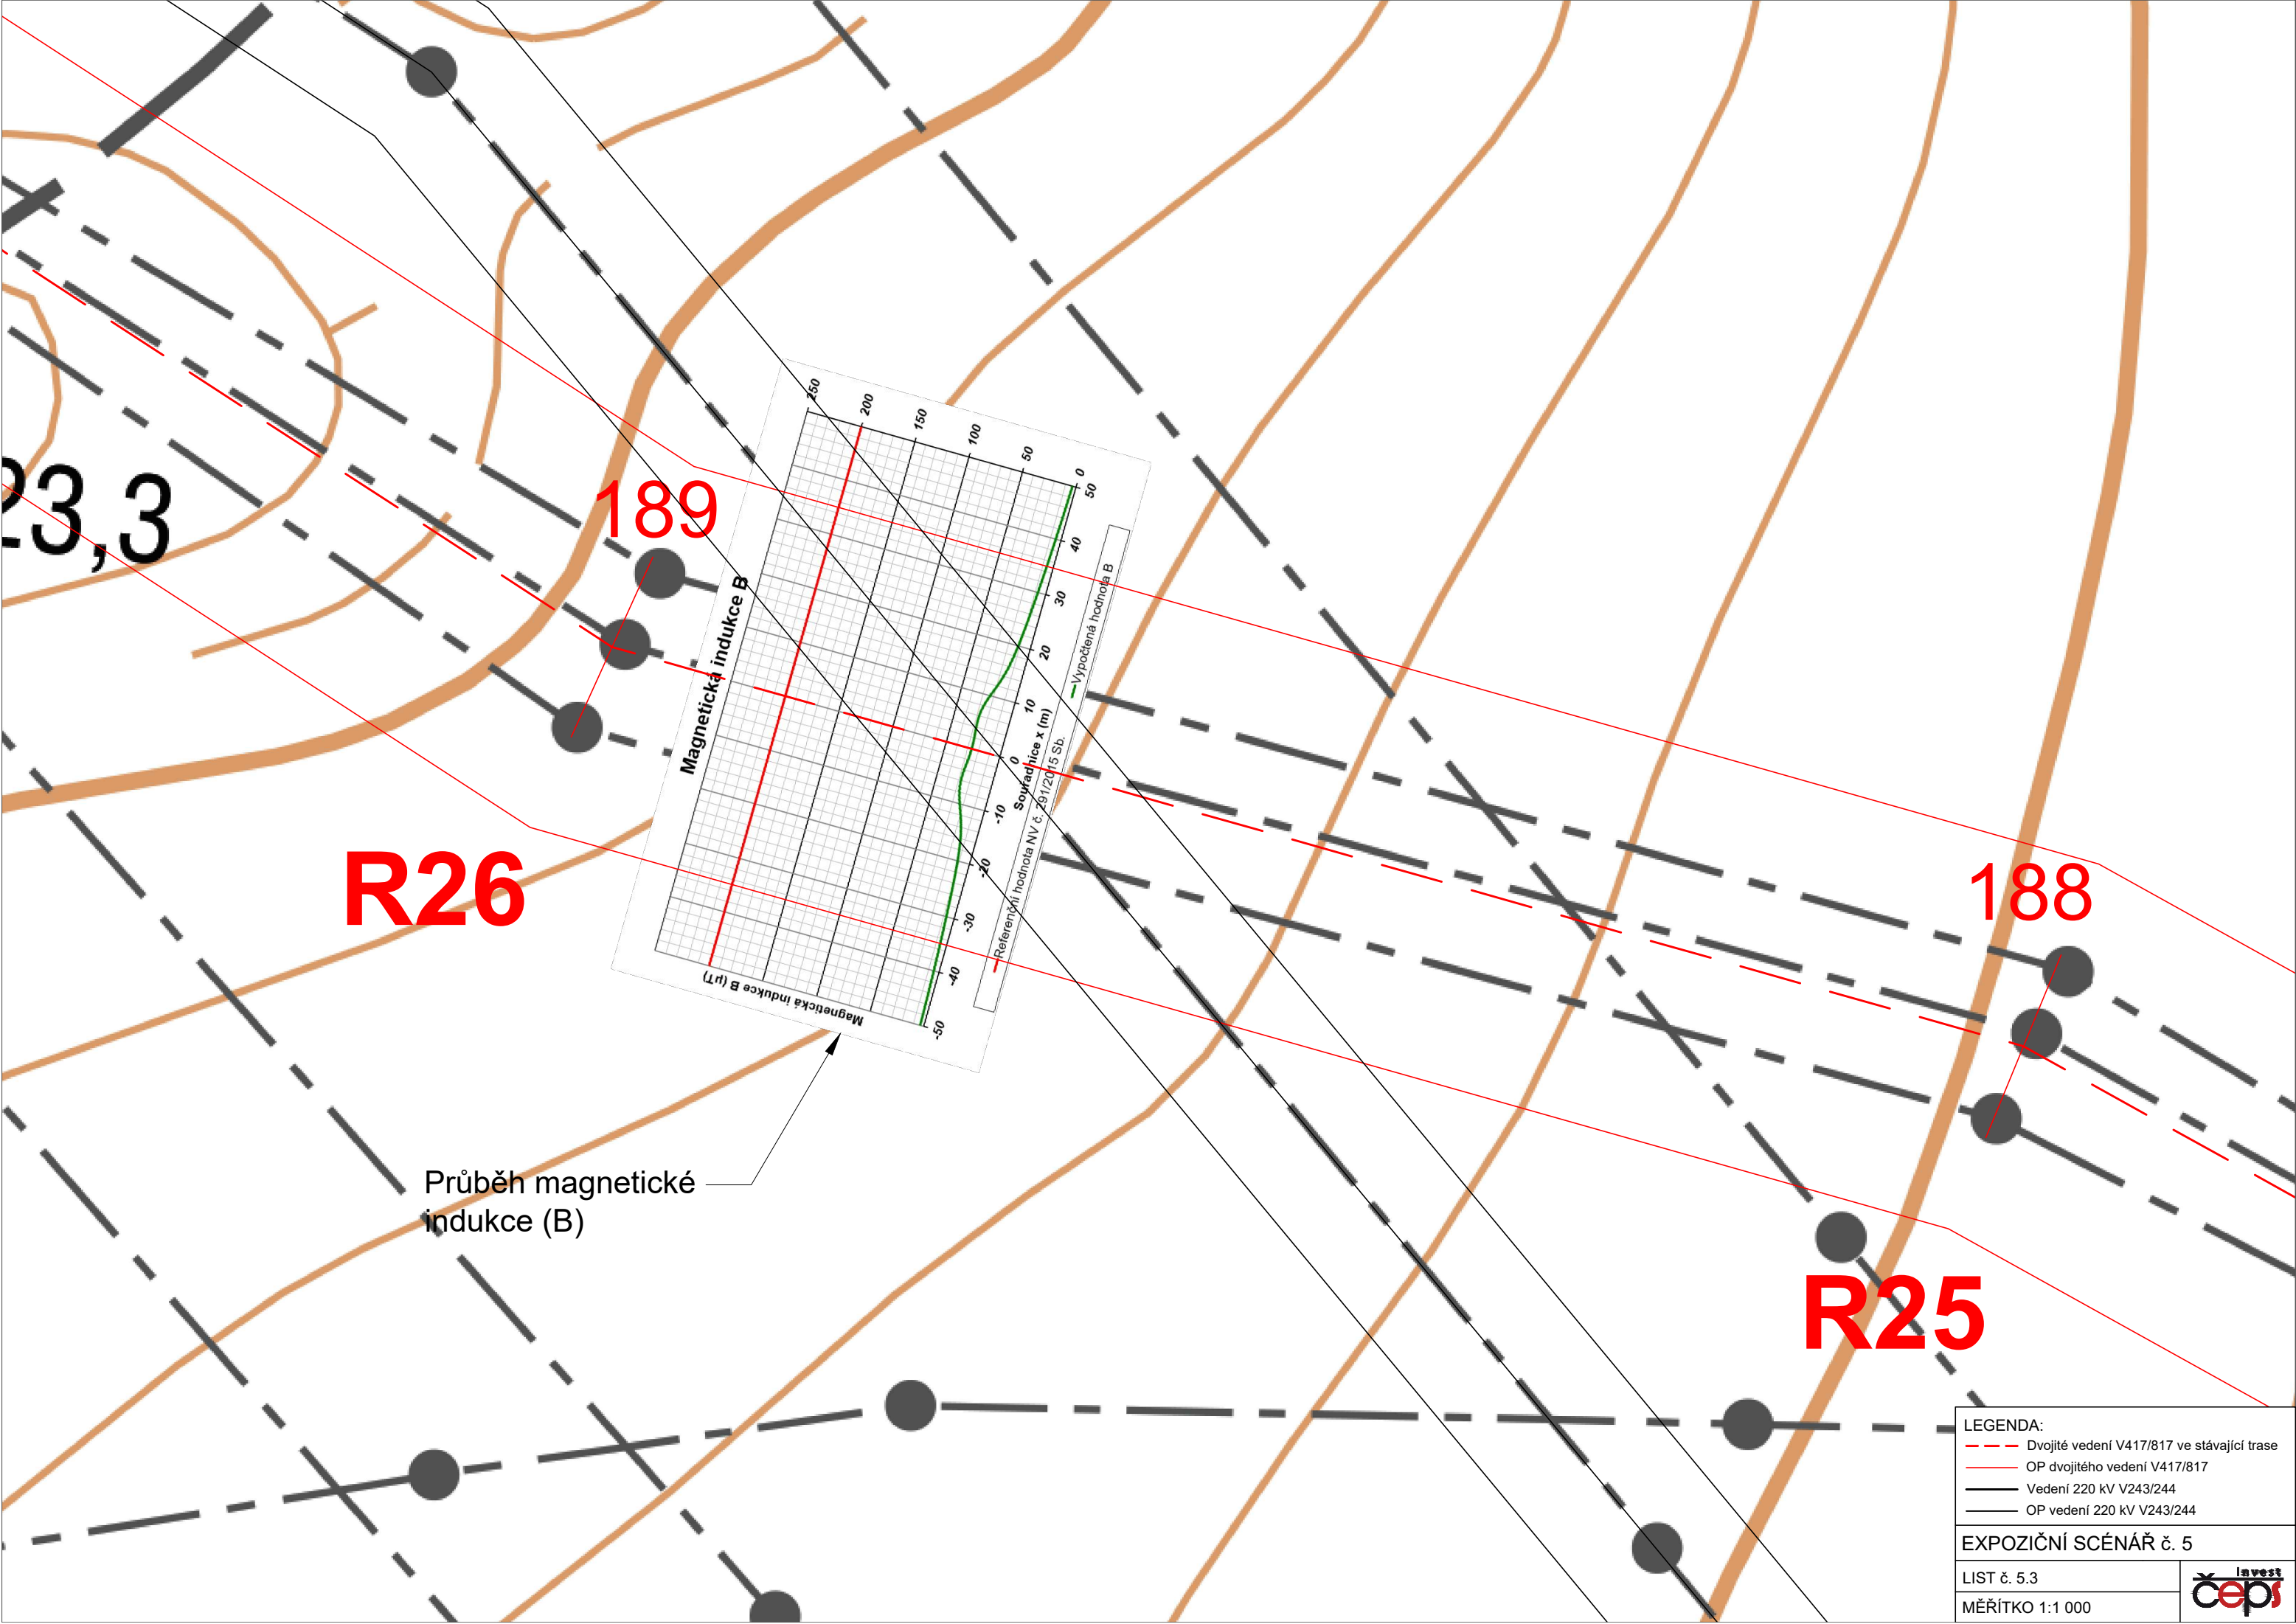 23,3
189
R26
188
R25
Magnetická indukce B
250
200
150
100
50
0
50
40
30
20
10
0
-10
-20
-30
-40
-50
Magnetická indukce B (µT)
Souřadnice x (m)
Referenční hodnota NV č. 291/2015 Sb.
Vypočtená hodnota B
Průběh magnetické
indukce (B)
LEGENDA:
Dvojité vedení V417/817 ve stávající trase
OP dvojitého vedení V417/817
Vedení 220 kV V243/244
OP vedení 220 kV V243/244
EXPOZIČNÍ SCÉNÁŘ č. 5
LIST č. 5.3
MĚŘÍTKO 1:1 000
invest
čeps